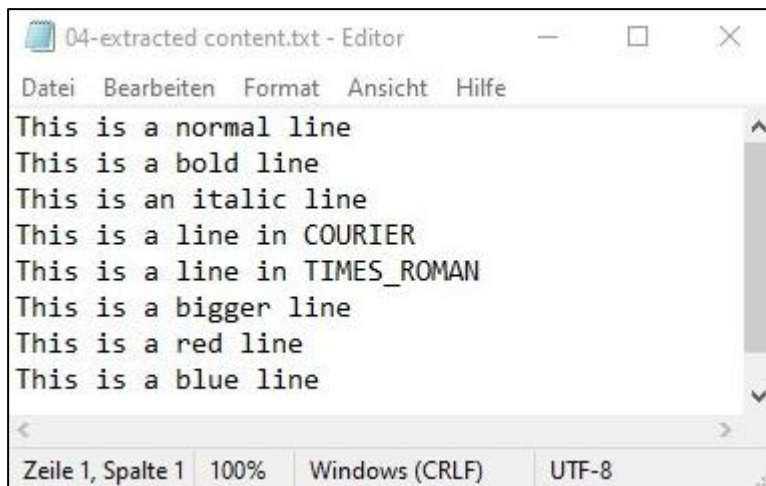 04-extracted content.txt - Editor
Datei Bearbeiten Format Ansicht Hilfe
This is a normal line
This is a bold line
This is an italic line
This is a line in COURIER
This is a line in TIMES_ROMAN
This is a bigger line
This is a red line
This is a blue line
Zeile 1, Spalte 1 100% Windows (CRLF) UTF-8